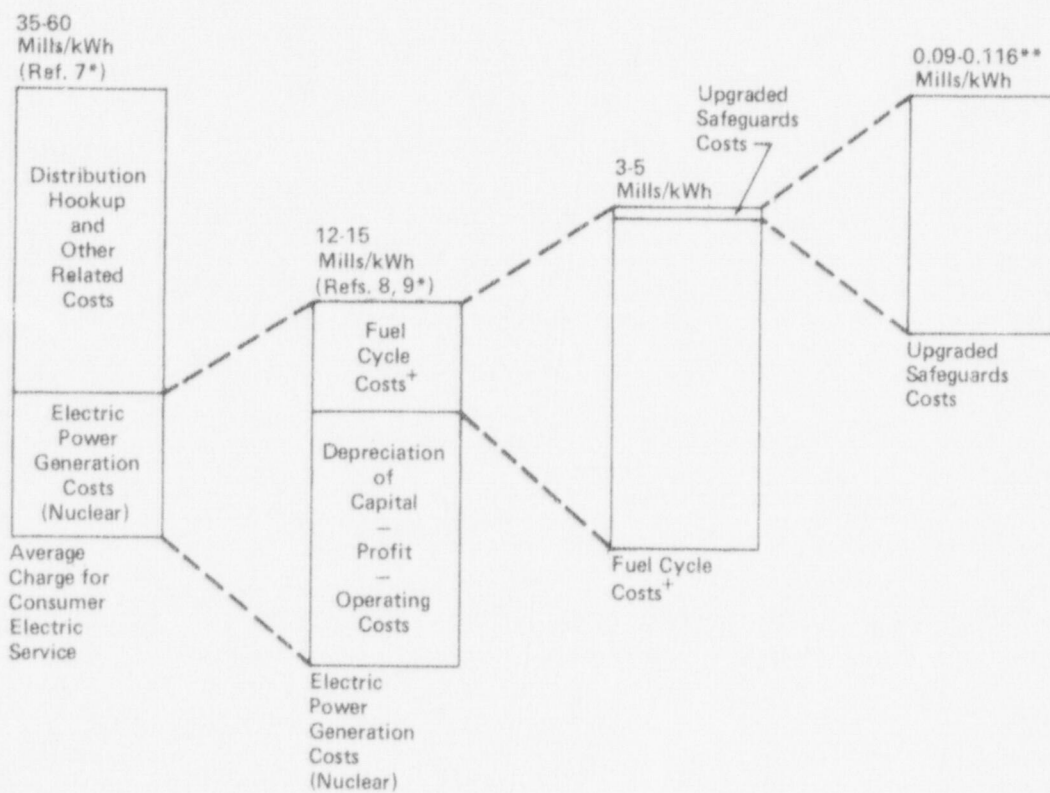 35-60
Mills/kWh
(Ref. 7*)
Distribution
Hookup
and
Other
Related
Costs
Electric
Power
Generation
Costs
(Nuclear)
Average
Charge for
Consumer
Electric
Service
12-15
Mills/kWh
(Refs. 8, 9*)
Fuel
Cycle
Costs+
Depreciation
of
Capital
—
Profit
—
Operating
Costs
Electric
Power
Generation
Costs
(Nuclear)
3-5
Mills/kWh
Upgraded
Safeguards
Costs
Fuel Cycle
Costs+
0.09-0.116**
Mills/kWh
Upgraded
Safeguards
Costs